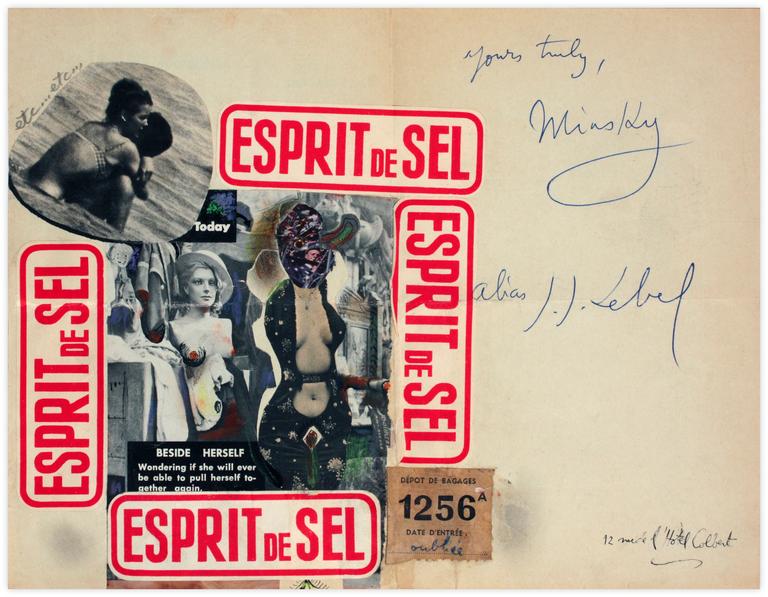 yours truly,
Minsky
alias J.J. Lebel
etc... etc...
ESPRIT DE SEL
Today
ESPRIT DE SEL
ESPRIT DE SEL
BESIDE HERSELF
Wondering if she will ever
be able to pull herself to-
gether again.
ESPRIT DE SEL
DÉPOT DE BAGAGES
1256 A
DATE D'ENTRÉE :
oubliée
12 rue de l'Hôtel Colbert